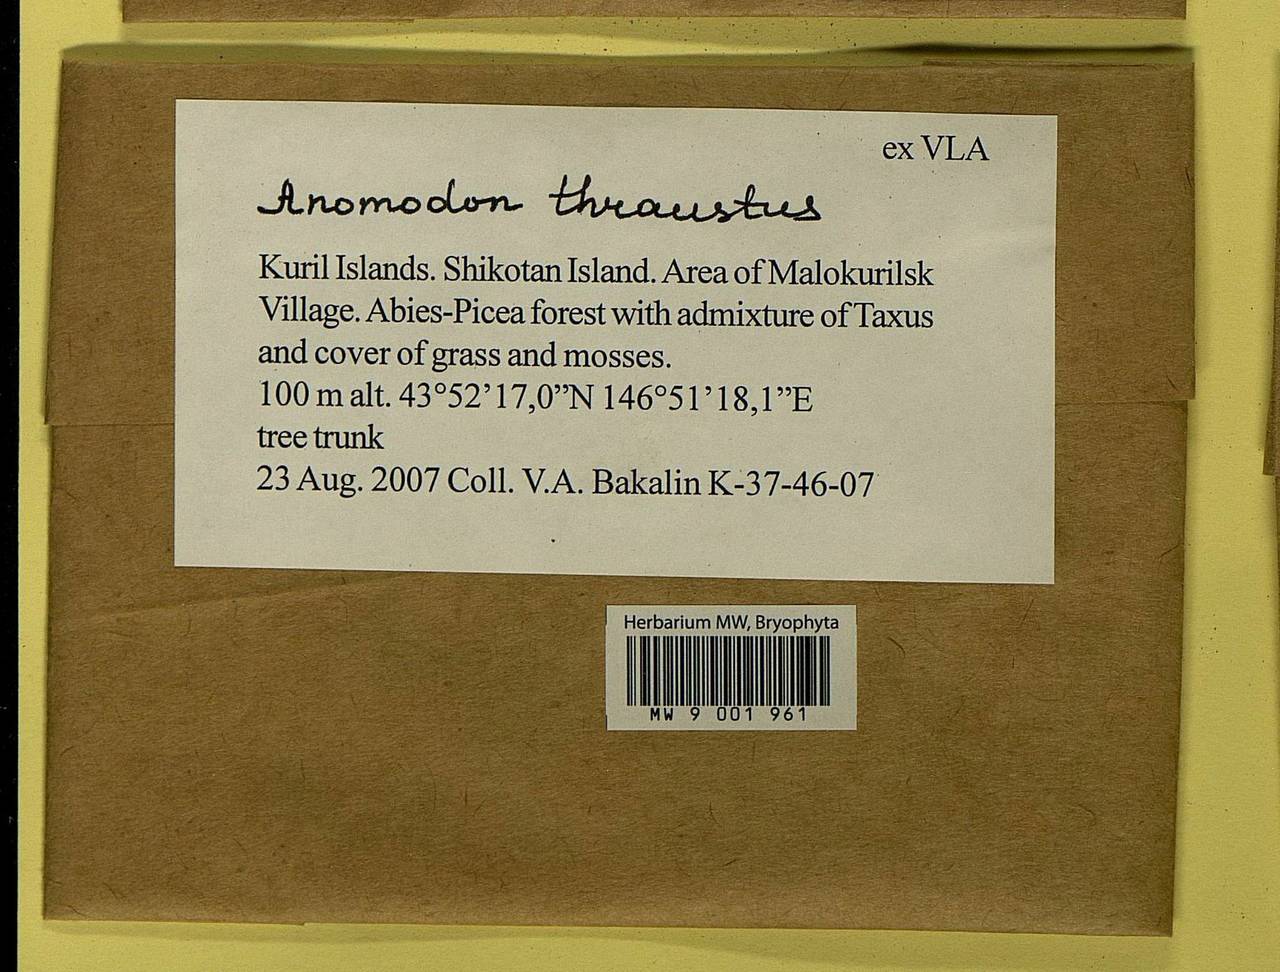 ex VLA
Anomodon thraustus
Kuril Islands. Shikotan Island. Area of Malokurilsk
Village. Abies-Picea forest with admixture of Taxus
and cover of grass and mosses.
100 m alt. 43°52’17,0”N 146°51’18,1”E
tree trunk
23 Aug. 2007 Coll. V.A. Bakalin K-37-46-07
Herbarium MW, Bryophyta
MW 9 001 961